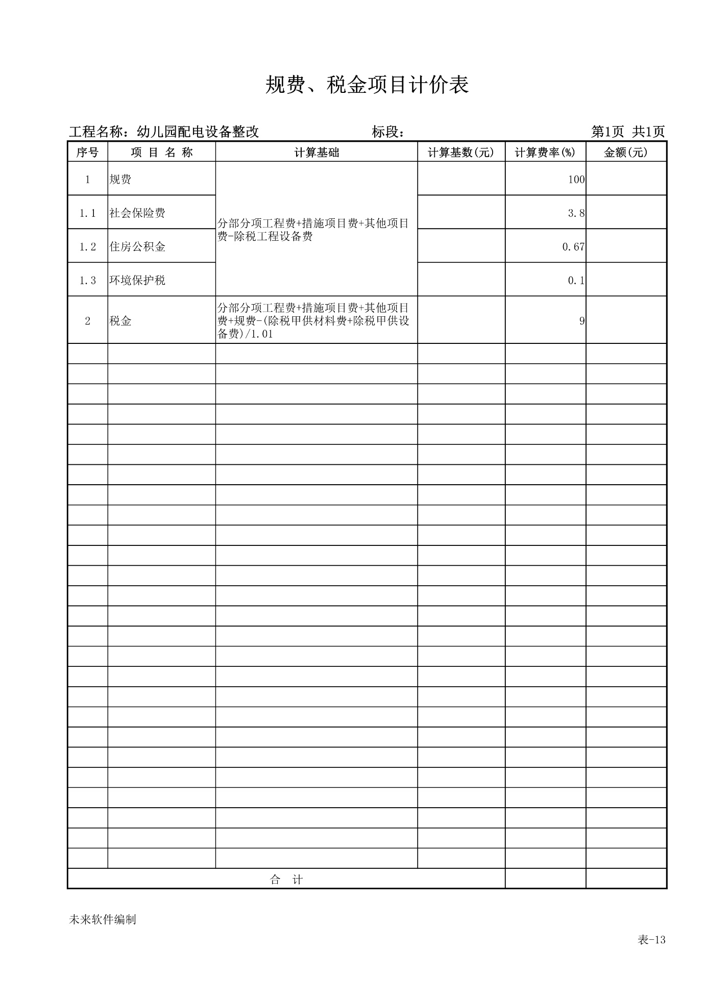 规费、税金项目计价表
工程名称：幼儿园配电设备整改 标段： 第1页 共1页
序号 项 目 名 称 计算基础 计算基数(元) 计算费率(%) 金额(元)
1 规费 100
1.1 社会保险费 3.8
分部分项工程费+措施项目费+其他项目
费-除税工程设备费
1.2 住房公积金 0.67
1.3 环境保护税 0.1
分部分项工程费+措施项目费+其他项目
2 税金 费+规费-(除税甲供材料费+除税甲供设 9
备费)/1.01
合 计
未来软件编制
表-13